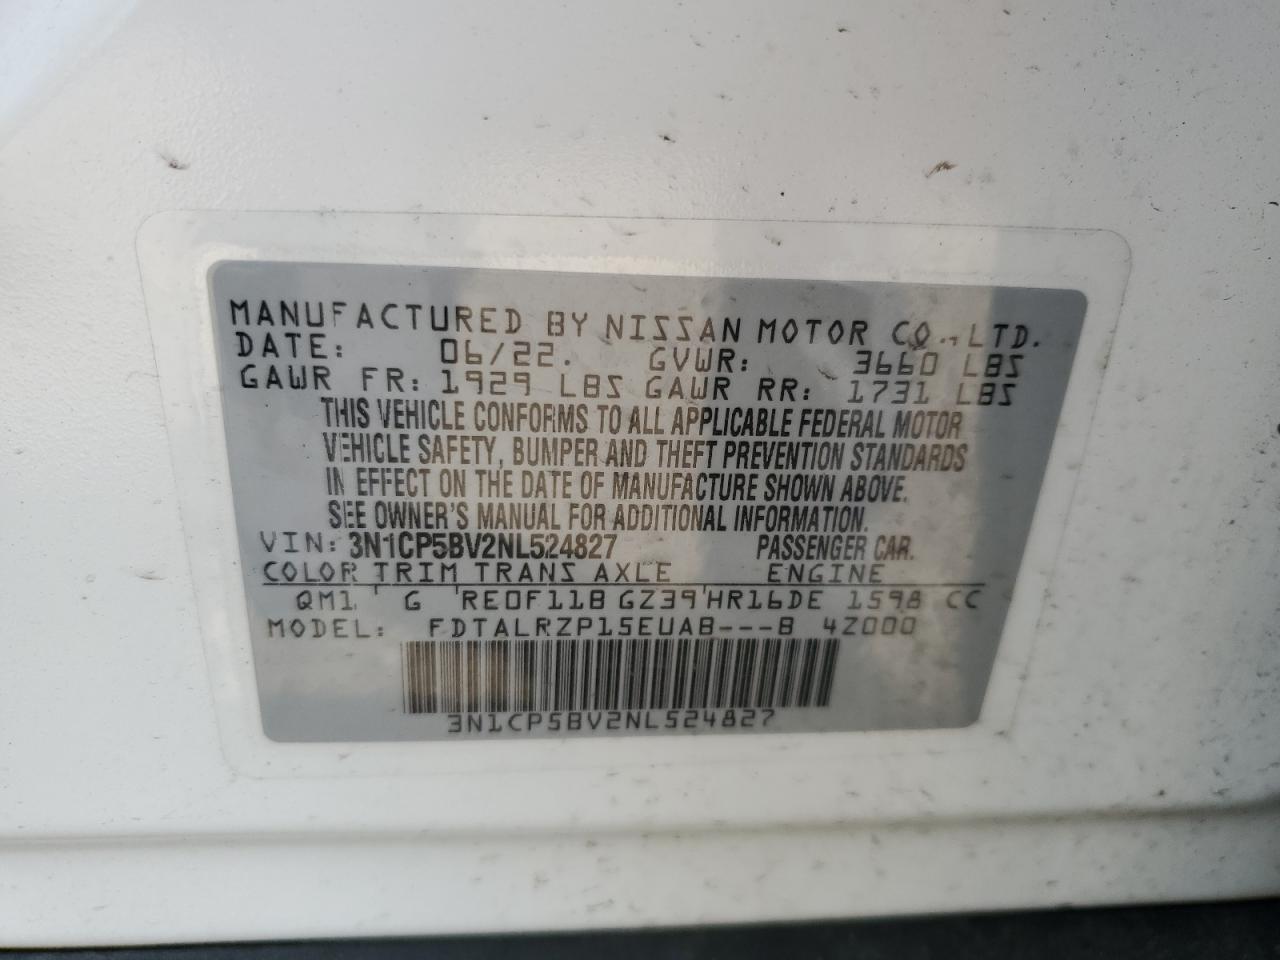 MANUFACTURED BY NISSAN MOTOR CO., LTD.
DATE: 06/22. GVWR: 3660 LBS
GAWR FR: 1929 LBS GAWR RR: 1731 LBS
THIS VEHICLE CONFORMS TO ALL APPLICABLE FEDERAL MOTOR
VEHICLE SAFETY, BUMPER AND THEFT PREVENTION STANDARDS
IN EFFECT ON THE DATE OF MANUFACTURE SHOWN ABOVE.
SEE OWNER'S MANUAL FOR ADDITIONAL INFORMATION.
VIN: 3N1CP5BV2NL524827 PASSENGER CAR.
COLOR TRIM TRANS AXLE ENGINE
QM1 ' G ' RE0F11B GZ39'HR16DE 1598 CC
MODEL: FDTALRZP15EUAB---B 4Z000
3N1CP5BV2NL524827